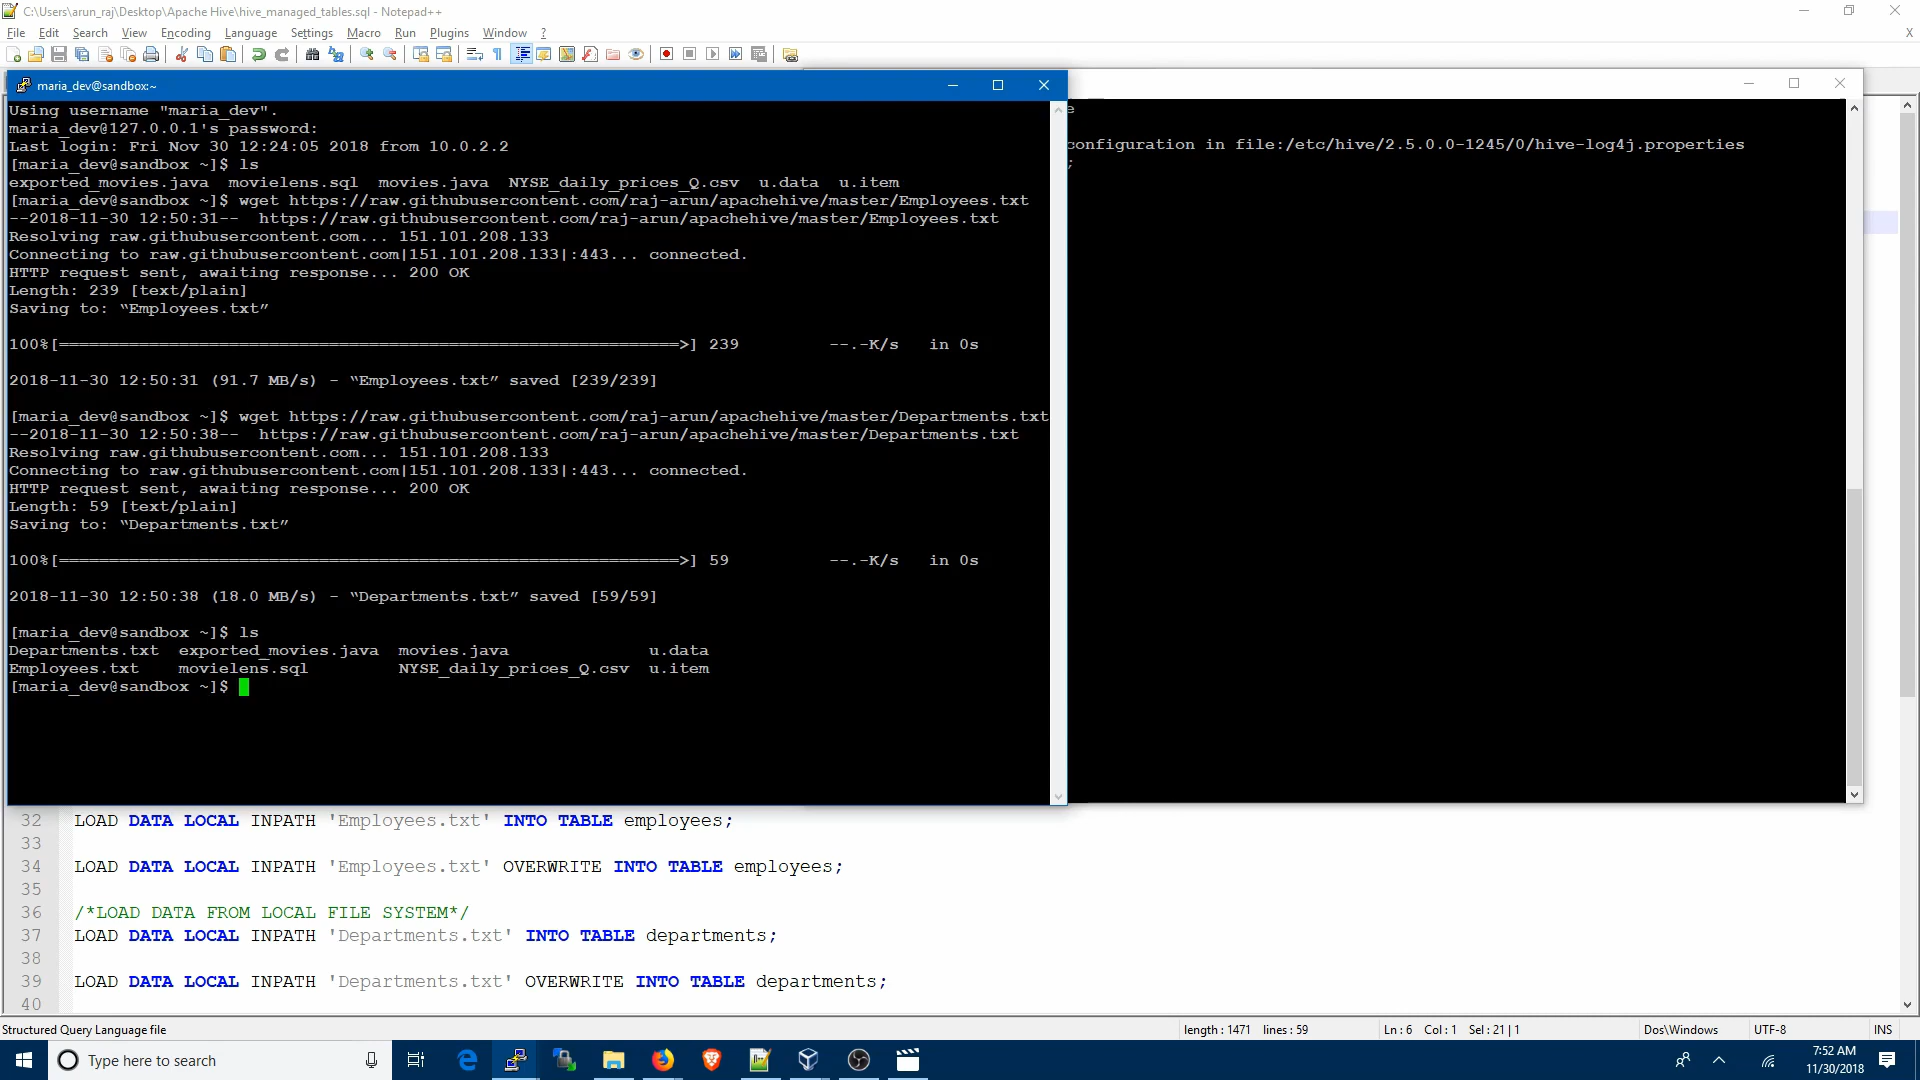 C:\Users\arun_raj\Desktop\Apache Hive\hive_managed_tables.sql - Notepad++
File Edit Search View Encoding Language Settings Macro Run Plugins Window ?
X
maria_dev@sandbox:~
Using username "maria_dev".
maria_dev@127.0.0.1's password:
Last login: Fri Nov 30 12:24:05 2018 from 10.0.2.2
[maria_dev@sandbox ~]$ ls
exported_movies.java movielens.sql movies.java NYSE_daily_prices_Q.csv u.data u.item
[maria_dev@sandbox ~]$ wget https://raw.githubusercontent.com/raj-arun/apachehive/master/Employees.txt
--2018-11-30 12:50:31-- https://raw.githubusercontent.com/raj-arun/apachehive/master/Employees.txt
Resolving raw.githubusercontent.com... 151.101.208.133
Connecting to raw.githubusercontent.com|151.101.208.133|:443... connected.
HTTP request sent, awaiting response... 200 OK
Length: 239 [text/plain]
Saving to: “Employees.txt”
100%[==============================================================>] 239 --.-K/s in 0s
2018-11-30 12:50:31 (91.7 MB/s) - “Employees.txt” saved [239/239]
[maria_dev@sandbox ~]$ wget https://raw.githubusercontent.com/raj-arun/apachehive/master/Departments.txt
--2018-11-30 12:50:38-- https://raw.githubusercontent.com/raj-arun/apachehive/master/Departments.txt
Resolving raw.githubusercontent.com... 151.101.208.133
Connecting to raw.githubusercontent.com|151.101.208.133|:443... connected.
HTTP request sent, awaiting response... 200 OK
Length: 59 [text/plain]
Saving to: “Departments.txt”
100%[==============================================================>] 59 --.-K/s in 0s
2018-11-30 12:50:38 (18.0 MB/s) - “Departments.txt” saved [59/59]
[maria_dev@sandbox ~]$ ls
Departments.txt exported_movies.java movies.java u.data
Employees.txt movielens.sql NYSE_daily_prices_Q.csv u.item
[maria_dev@sandbox ~]$
e
configuration in file:/etc/hive/2.5.0.0-1245/0/hive-log4j.properties
;
32 LOAD DATA LOCAL INPATH 'Employees.txt' INTO TABLE employees;
33
34 LOAD DATA LOCAL INPATH 'Employees.txt' OVERWRITE INTO TABLE employees;
35
36 /*LOAD DATA FROM LOCAL FILE SYSTEM*/
37 LOAD DATA LOCAL INPATH 'Departments.txt' INTO TABLE departments;
38
39 LOAD DATA LOCAL INPATH 'Departments.txt' OVERWRITE INTO TABLE departments;
40
Structured Query Language file length : 1471 lines : 59 Ln : 6 Col : 1 Sel : 21 | 1 Dos\Windows UTF-8 INS
Type here to search
7:52 AM
11/30/2018